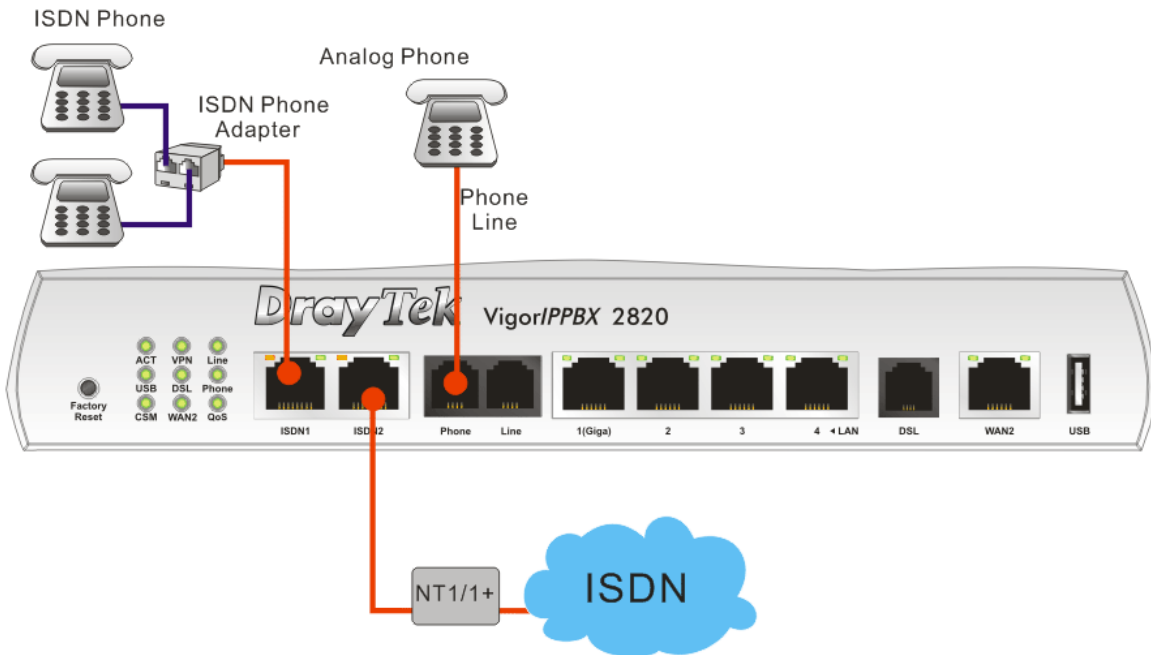 ISDN Phone
Analog Phone
ISDN Phone
Adapter
Phone
Line
DrayTek VigorIPPBX 2820
ACT VPN Line
USB DSL Phone
CSM WAN2 QoS
Factory
Reset
ISDN1 ISDN2 Phone Line 1(Giga) 2 3 4 ◂ LAN DSL WAN2 USB
NT1/1+
ISDN